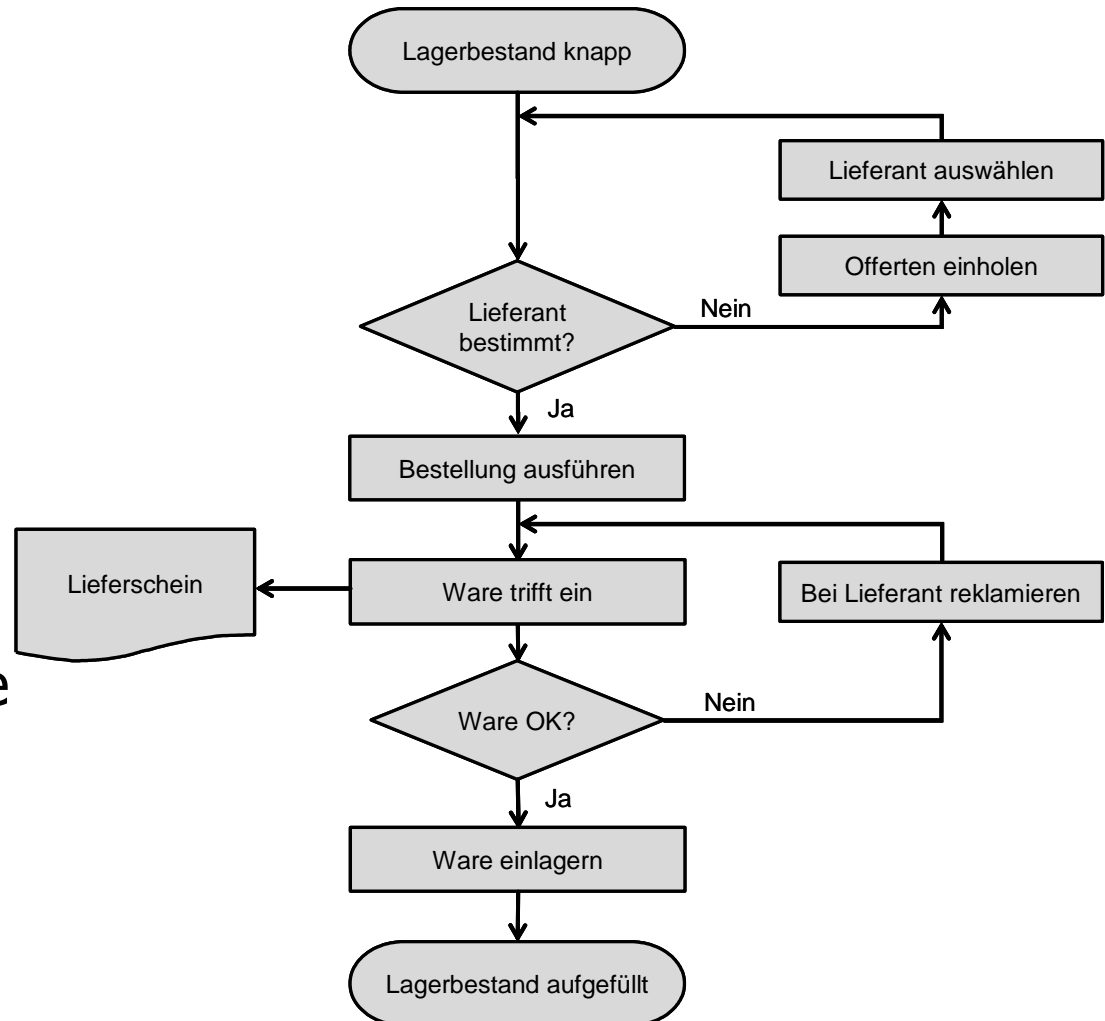 Lagerbestand knapp
Lieferant auswählen
Offerten einholen
Lieferant
bestimmt?
Nein
Ja
Bestellung ausführen
Lieferschein
Ware trifft ein
Bei Lieferant reklamieren
e
Ware OK?
Nein
Ja
Ware einlagern
Lagerbestand aufgefüllt